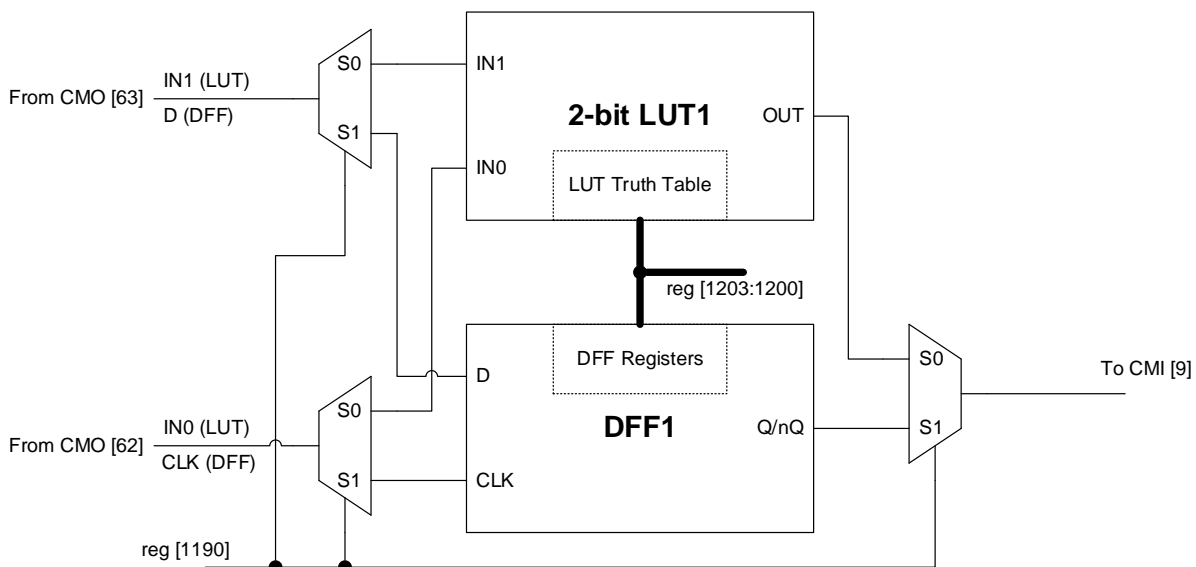 S0
IN1 (LUT)
From CMO [63]
D (DFF)
S1
IN1
2-bit LUT1
OUT
IN0
LUT Truth Table
reg [1203:1200]
DFF Registers
S0
To CMI [9]
D
S0
IN0 (LUT)
From CMO [62]
CLK (DFF)
DFF1
Q/nQ
S1
S1
CLK
reg [1190]